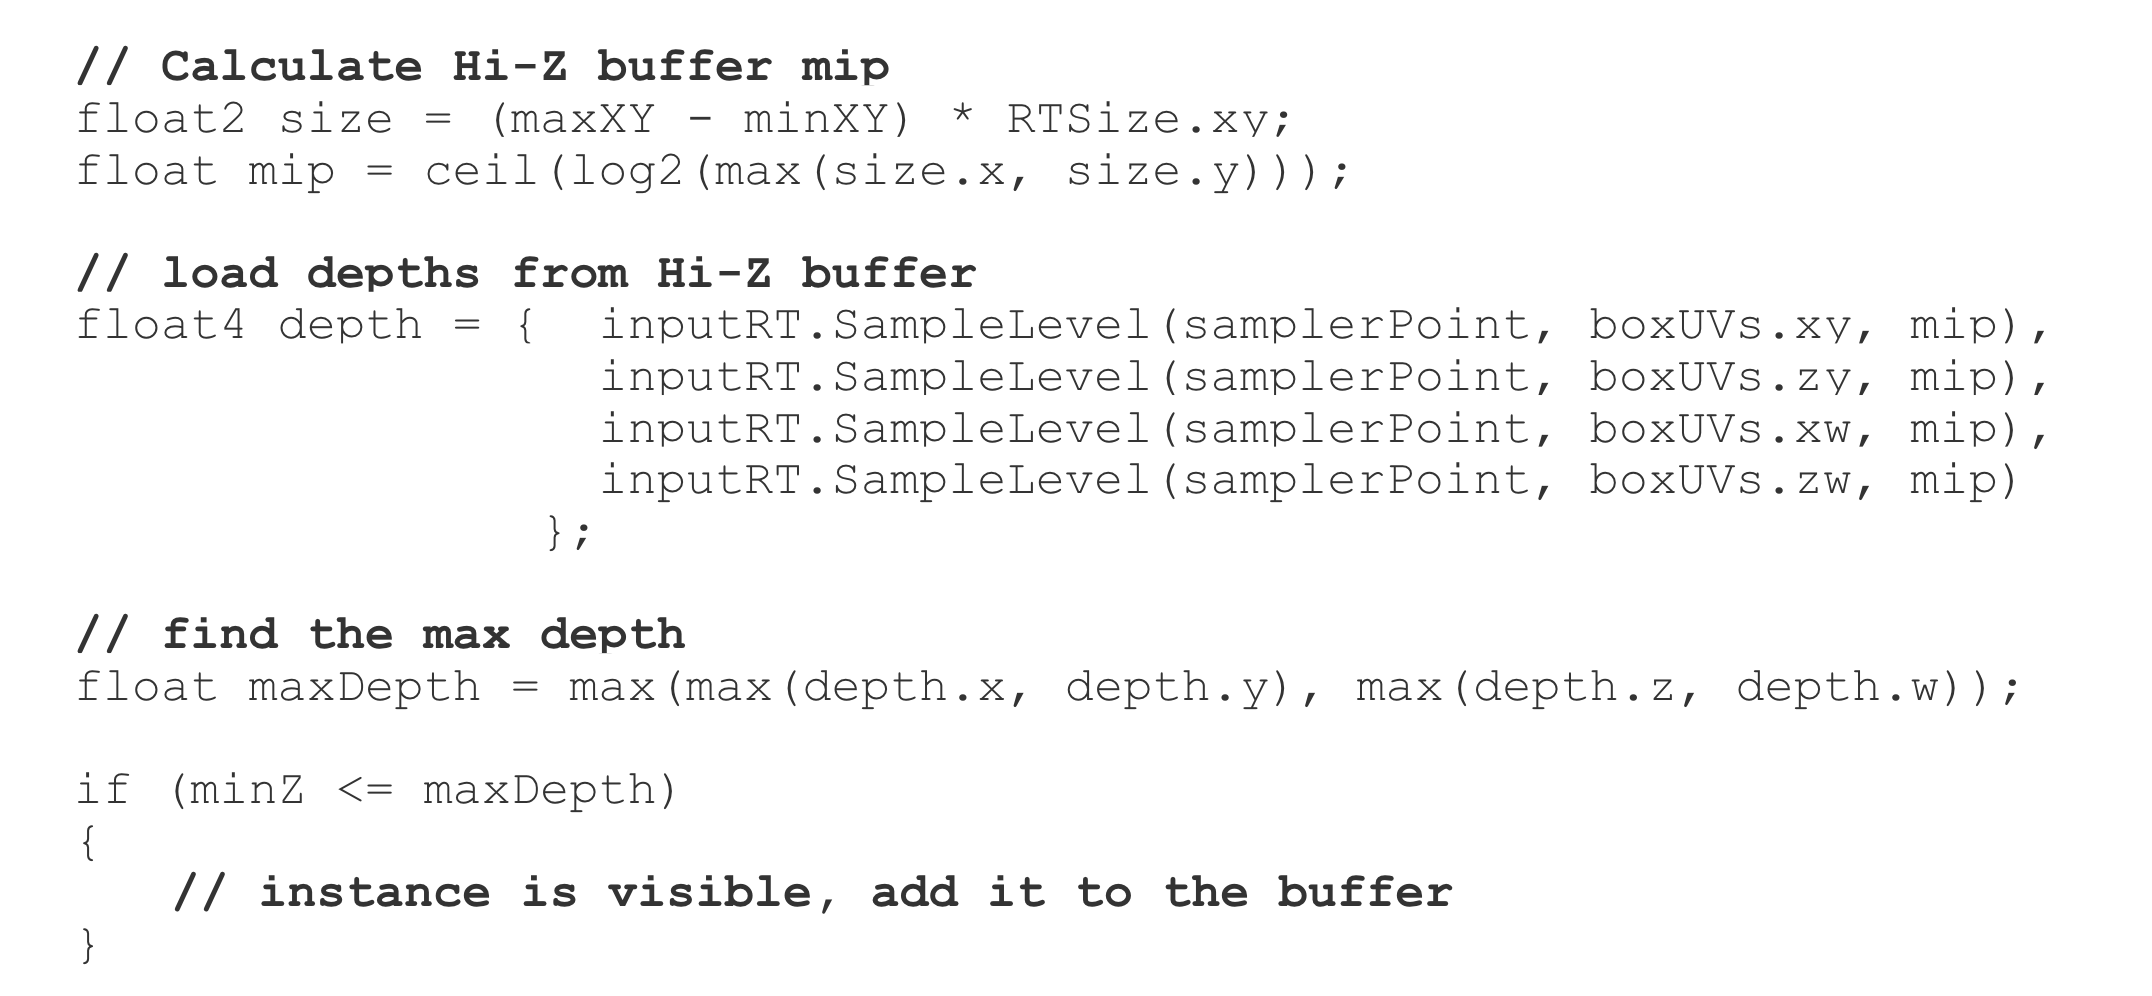 // Calculate Hi-Z buffer mip
float2 size = (maxXY - minXY) * RTSize.xy;
float mip = ceil(log2(max(size.x, size.y)));

// load depths from Hi-Z buffer
float4 depth = {  inputRT.SampleLevel(samplerPoint, boxUVs.xy, mip),
                  inputRT.SampleLevel(samplerPoint, boxUVs.zy, mip),
                  inputRT.SampleLevel(samplerPoint, boxUVs.xw, mip),
                  inputRT.SampleLevel(samplerPoint, boxUVs.zw, mip)
                };

// find the max depth
float maxDepth = max(max(depth.x, depth.y), max(depth.z, depth.w));

if (minZ <= maxDepth)
{
   // instance is visible, add it to the buffer
}